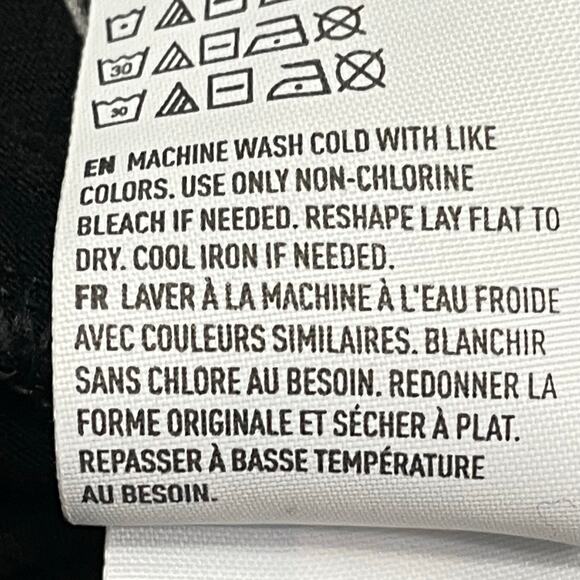 30
30
EN MACHINE WASH COLD WITH LIKE
COLORS. USE ONLY NON-CHLORINE
BLEACH IF NEEDED. RESHAPE LAY FLAT TO
DRY. COOL IRON IF NEEDED.
FR LAVER À LA MACHINE À L'EAU FROIDE
AVEC COULEURS SIMILAIRES. BLANCHIR
SANS CHLORE AU BESOIN. REDONNER LA
FORME ORIGINALE ET SÉCHER À PLAT.
REPASSER À BASSE TEMPÉRATURE
AU BESOIN.